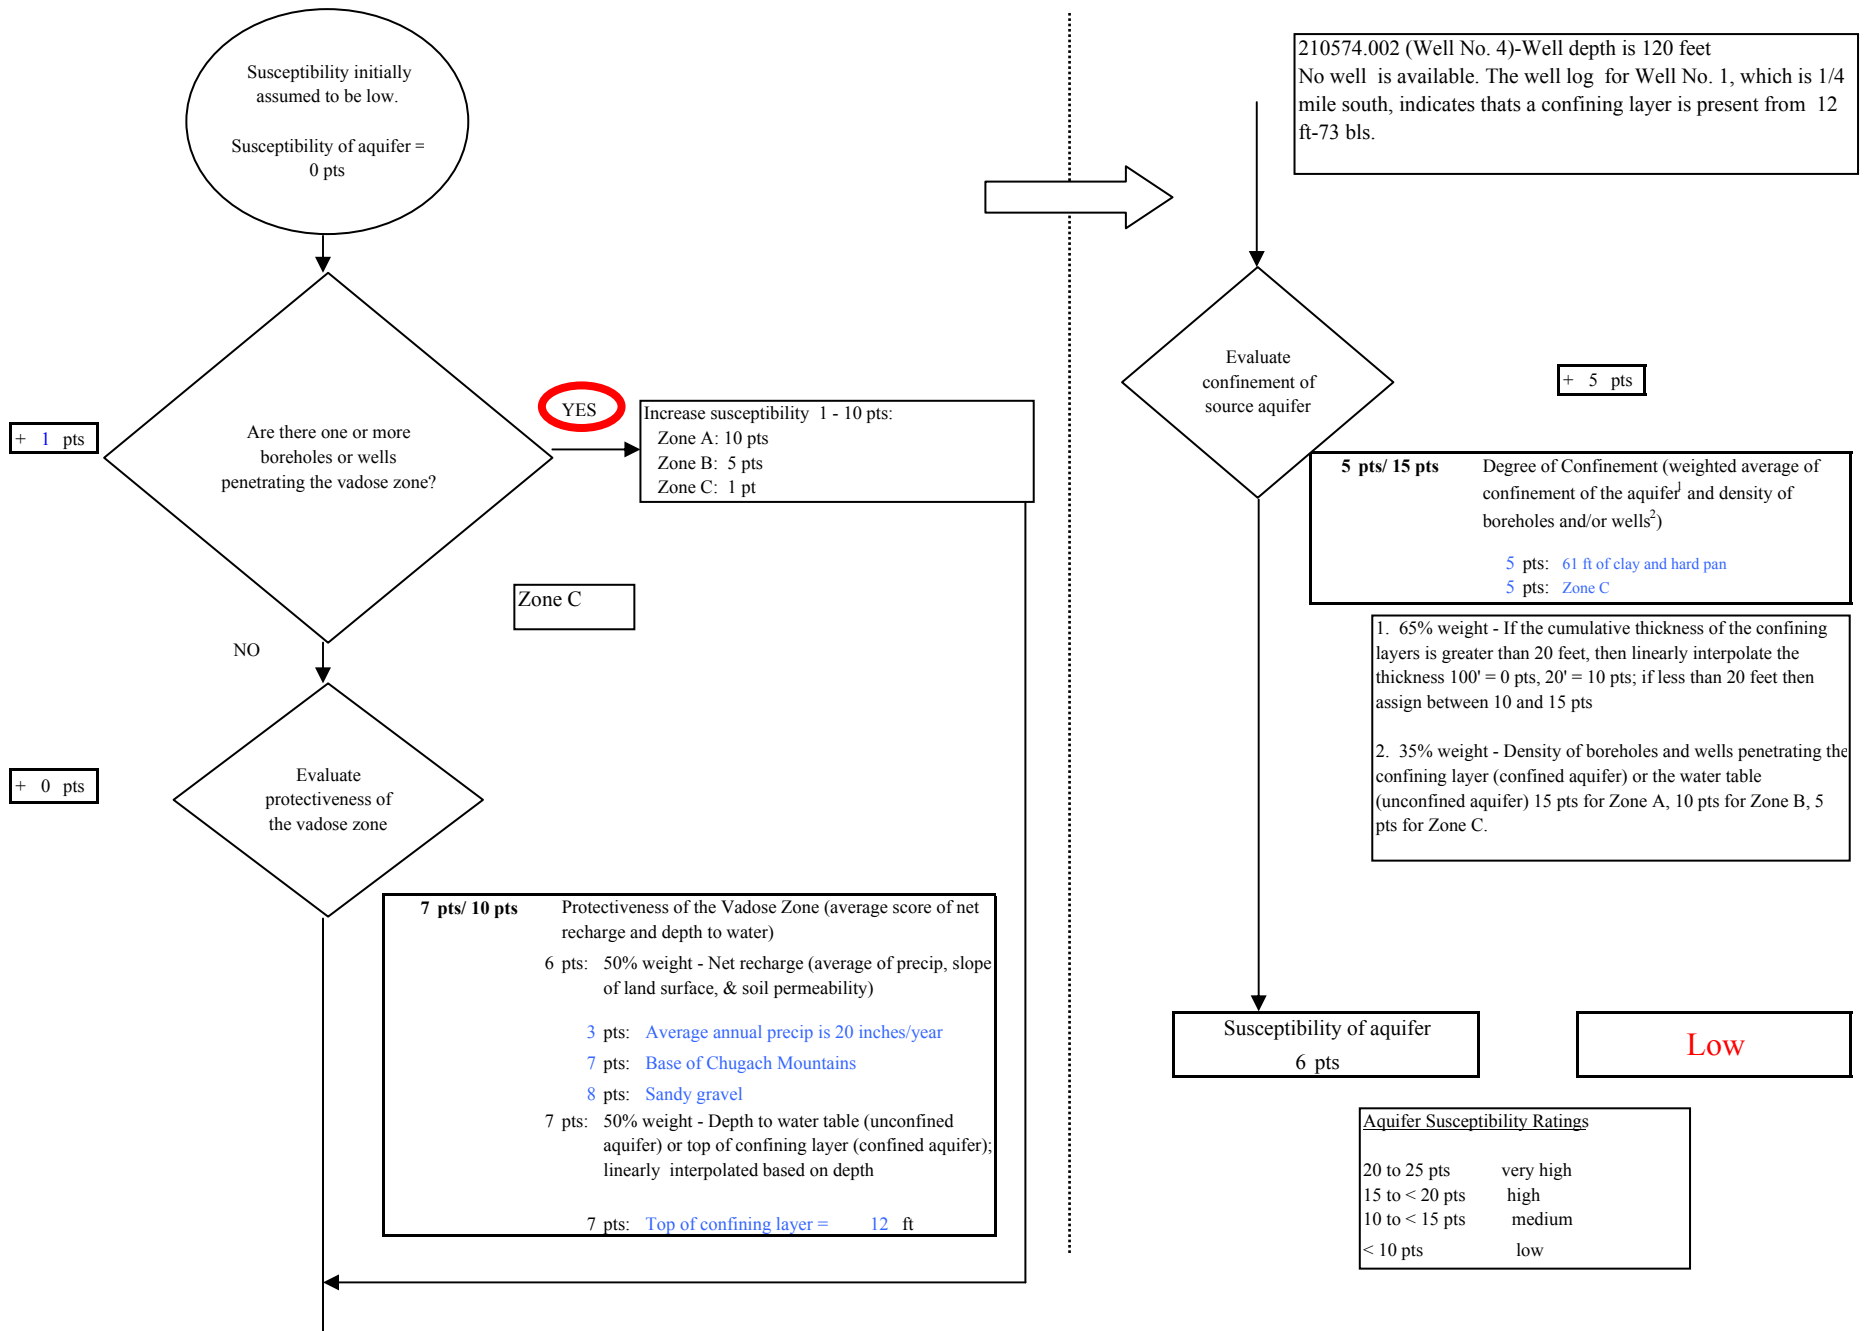 Susceptibility initially
assumed to be low.
Susceptibility of aquifer =
0 pts
Are there one or more
boreholes or wells
penetrating the vadose zone?
+ 1 pts
YES
Increase susceptibility 1 - 10 pts:
Zone A: 10 pts
Zone B: 5 pts
Zone C: 1 pt
Zone C
NO
Evaluate
protectiveness of
the vadose zone
+ 0 pts
7 pts/ 10 pts Protectiveness of the Vadose Zone (average score of net
recharge and depth to water)
6 pts: 50% weight - Net recharge (average of precip, slope
of land surface, & soil permeability)
3 pts: Average annual precip is 20 inches/year
7 pts: Base of Chugach Mountains
8 pts: Sandy gravel
7 pts: 50% weight - Depth to water table (unconfined
aquifer) or top of confining layer (confined aquifer);
linearly interpolated based on depth
7 pts: Top of confining layer = 12 ft
210574.002 (Well No. 4)-Well depth is 120 feet
No well is available. The well log for Well No. 1, which is 1/4
mile south, indicates thats a confining layer is present from 12
ft-73 bls.
Evaluate
confinement of
source aquifer
+ 5 pts
5 pts/ 15 pts Degree of Confinement (weighted average of
confinement of the aquifer1 and density of
boreholes and/or wells2)
5 pts: 61 ft of clay and hard pan
5 pts: Zone C
1. 65% weight - If the cumulative thickness of the confining
layers is greater than 20 feet, then linearly interpolate the
thickness 100' = 0 pts, 20' = 10 pts; if less than 20 feet then
assign between 10 and 15 pts
2. 35% weight - Density of boreholes and wells penetrating the
confining layer (confined aquifer) or the water table
(unconfined aquifer) 15 pts for Zone A, 10 pts for Zone B, 5
pts for Zone C.
Susceptibility of aquifer
6 pts
Low
Aquifer Susceptibility Ratings
20 to 25 pts very high
15 to < 20 pts high
10 to < 15 pts medium
< 10 pts low